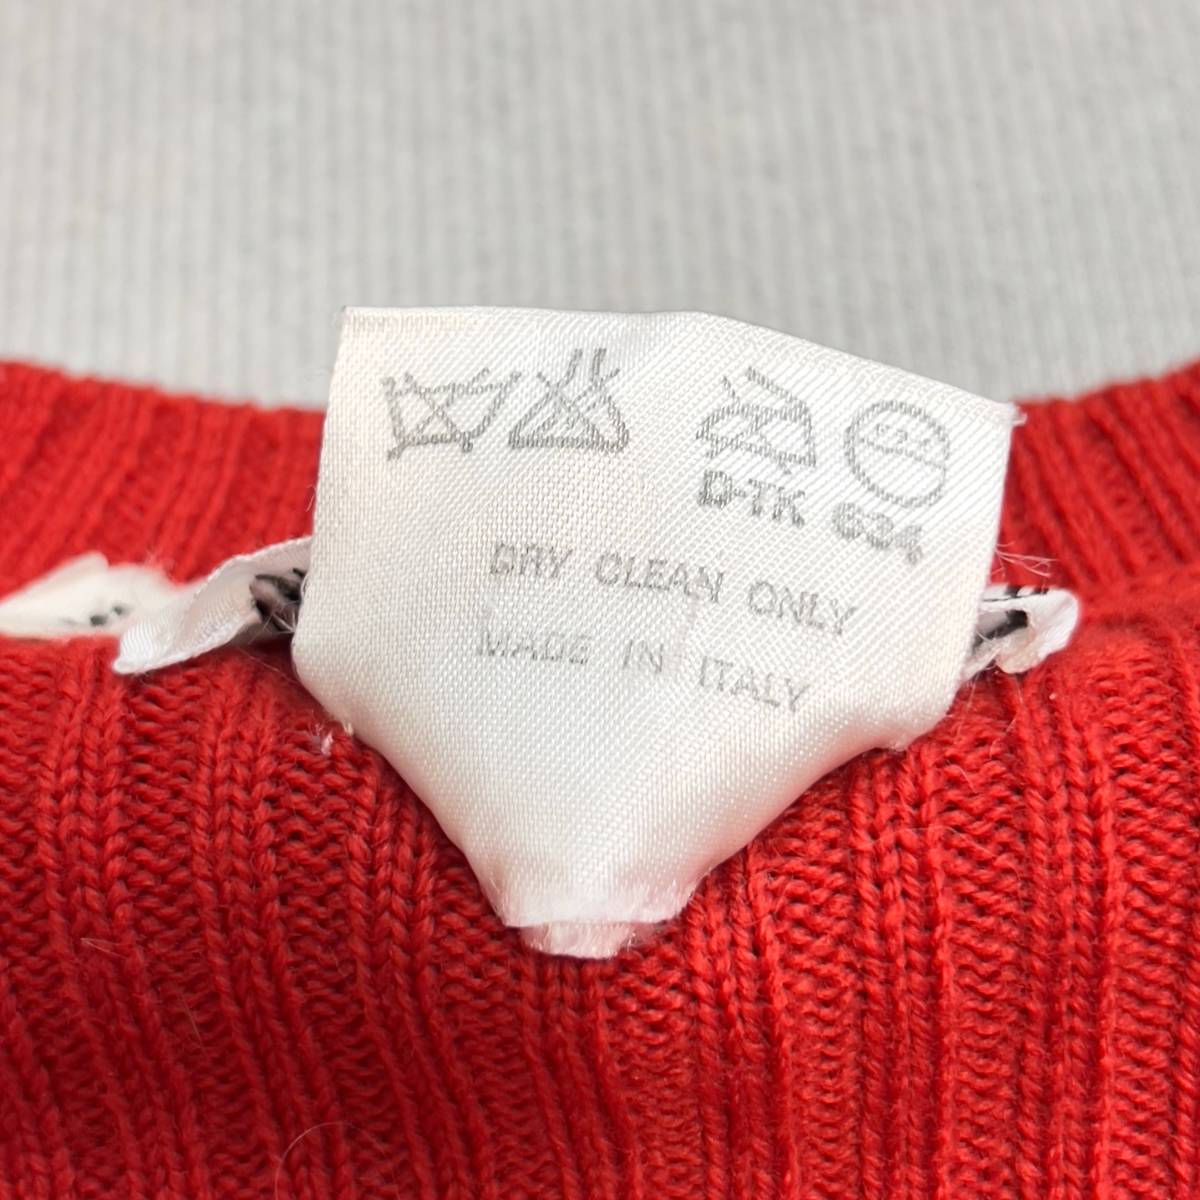 D-TK 634
DRY CLEAN ONLY
MADE IN ITALY